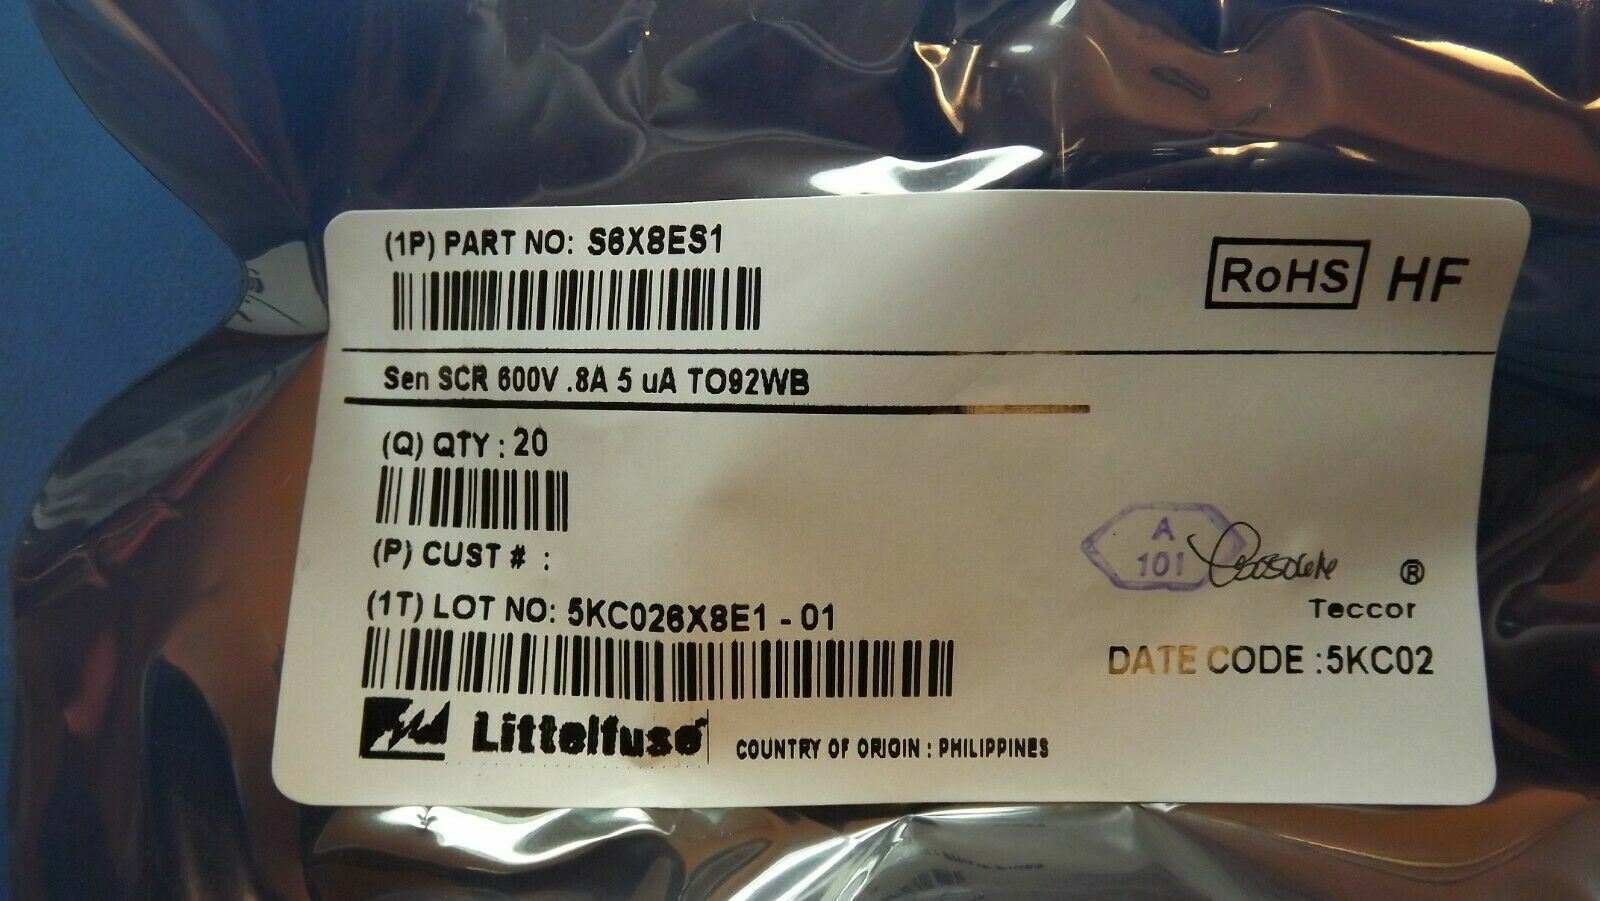 (1P) PART NO: S6X8ES1
RoHS HF
Sen SCR 600V .8A 5 uA TO92WB
(Q) QTY : 20
(P) CUST # :
A
101
®
Teccor
(1T) LOT NO: 5KC026X8E1 - 01
DATE CODE :5KC02
Littelfuse
COUNTRY OF ORIGIN : PHILIPPINES